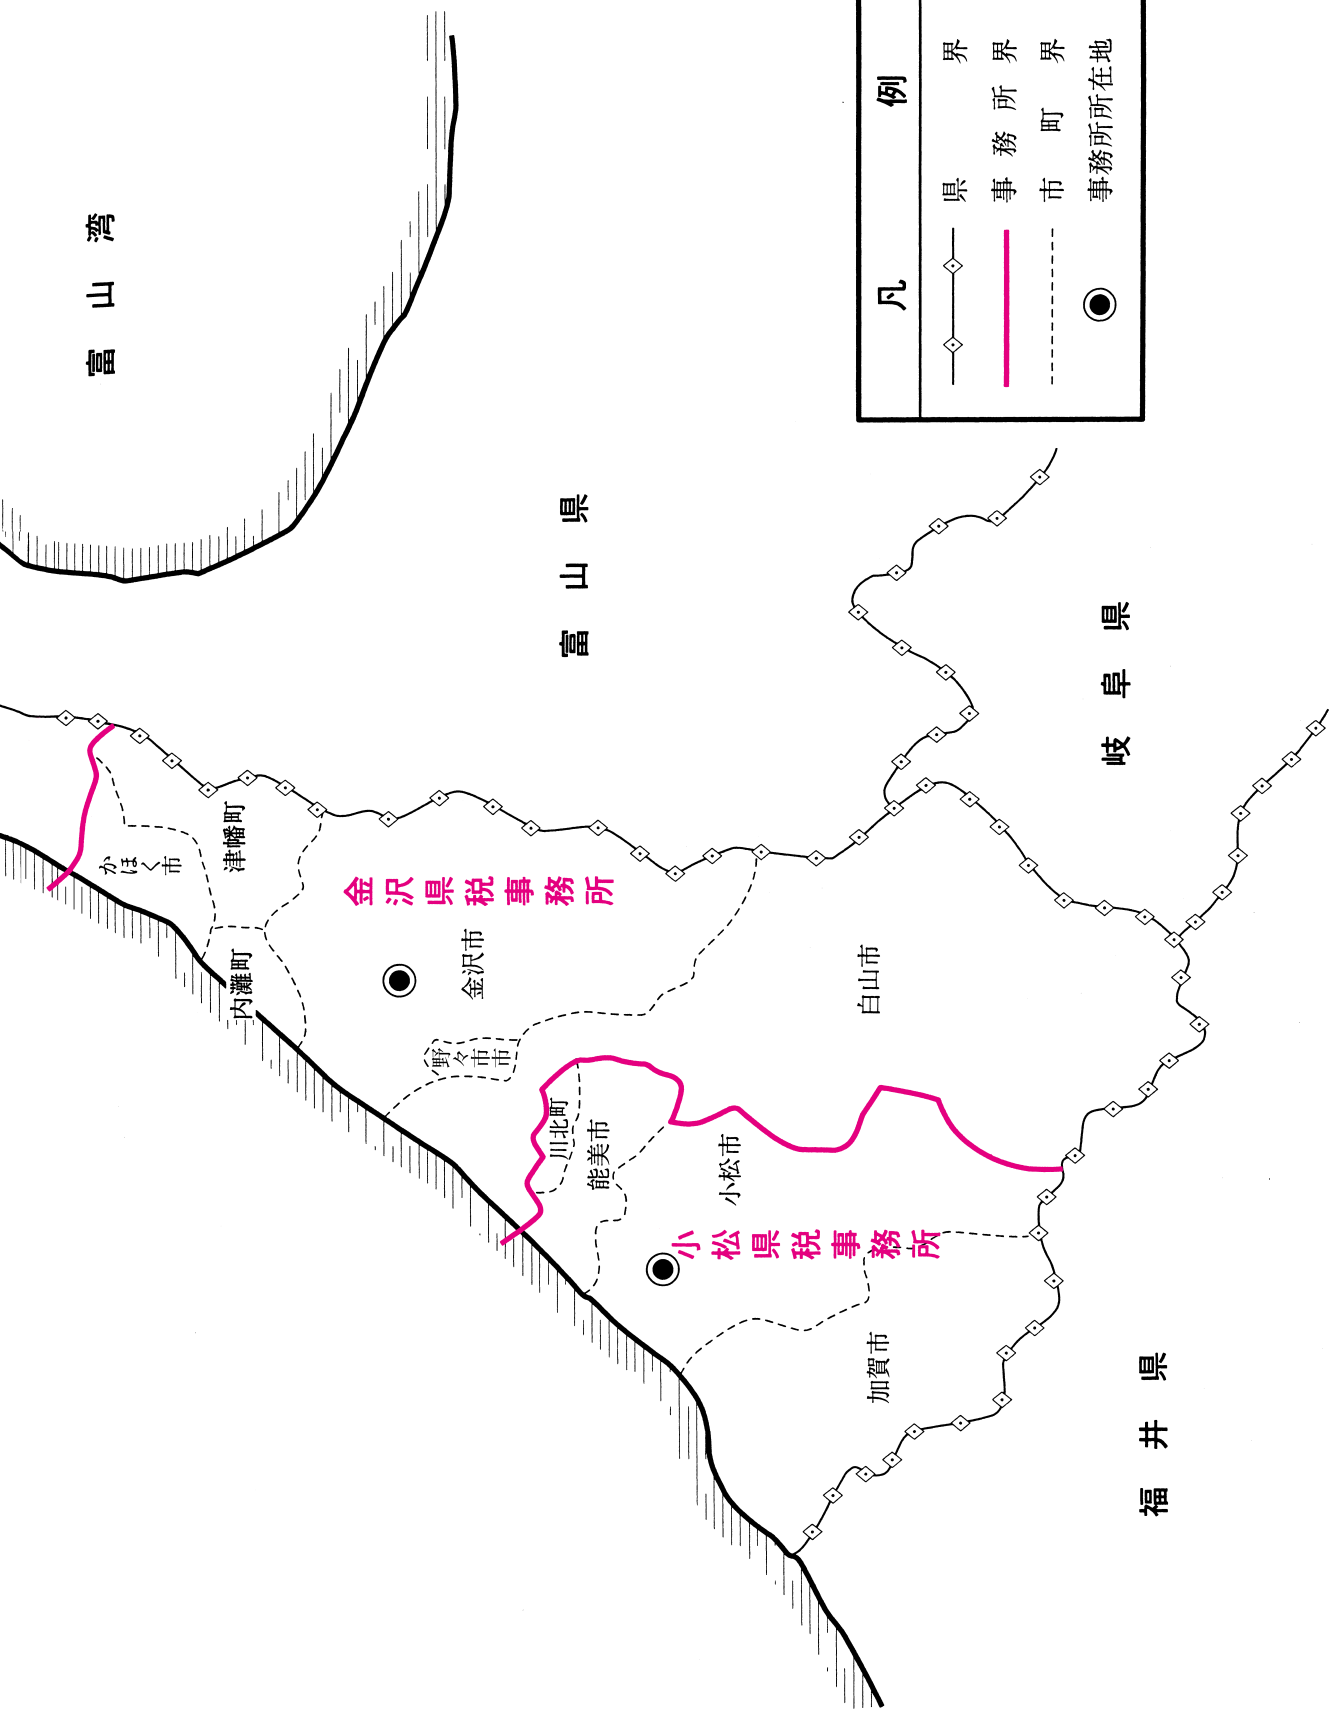 富山湾
富山県
岐阜県
福井県
かほく市
津幡町
内灘町
金沢県税事務所
金沢市
野々市市
白山市
川北町
能美市
小松市
小松県税事務所
加賀市
凡例
県界
事務所界
市町界
事務所所在地